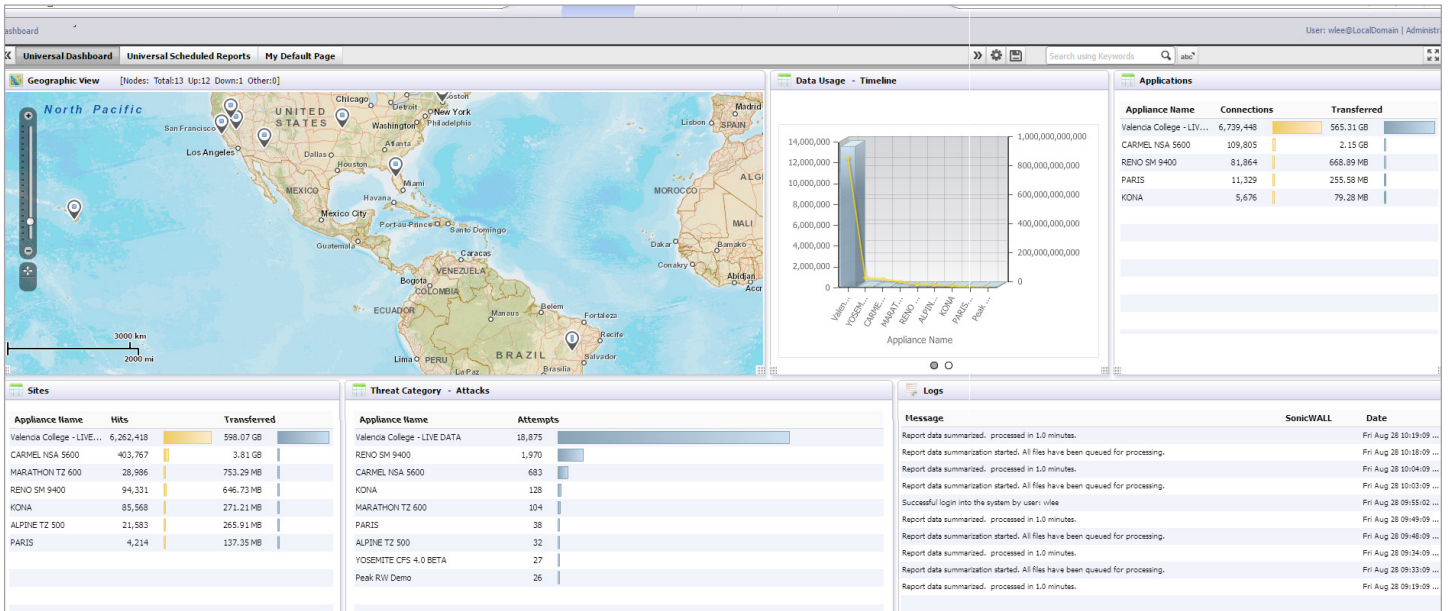 ashboard
User: wlee@LocalDomain | Administr
Universal Dashboard Universal Scheduled Reports My Default Page
Search using Keywords abc
Geographic View [Nodes: Total:13 Up:12 Down:1 Other:0]
North Pacific
UNITED STATES
Chicago
Detroit
Boston
New York
Philadelphia
Washington
San Francisco
Los Angeles
Dallas
Atlanta
Houston
Miami
MEXICO
Havana
Mexico City
Port-au-Prince
Santo Domingo
Guatemala
Caracas
VENEZUELA
Bogota
COLOMBIA
ECUADOR
Manaus
Belem
Fortaleza
Recife
Lima
PERU
BRAZIL
Salvador
La Paz
Brasilia
Lisbon
Madrid
SPAIN
MOROCCO
ALG
MALI
Dakar
Bamako
Conakry
Abidjan
Accr
3000 km
2000 mi
Data Usage - Timeline
14,000,000
12,000,000
10,000,000
8,000,000
6,000,000
4,000,000
2,000,000
0
1,000,000,000,000
800,000,000,000
600,000,000,000
400,000,000,000
200,000,000,000
0
Valen... YOSEM... CARME... MARAT... RENO ... ALPIN... KONA PARIS... Peak ...
Appliance Name
Applications
Appliance Name Connections Transferred
Valencia College - LIV... 6,739,448 565.31 GB
CARMEL NSA 5600 109,805 2.15 GB
RENO SM 9400 81,864 668.89 MB
PARIS 11,329 255.58 MB
KONA 5,676 79.28 MB
Sites
Appliance Name Hits Transferred
Valencia College - LIVE... 6,262,418 598.07 GB
CARMEL NSA 5600 403,767 3.81 GB
MARATHON TZ 600 28,986 753.29 MB
RENO SM 9400 94,331 646.73 MB
KONA 85,568 271.21 MB
ALPINE TZ 500 21,583 265.91 MB
PARIS 4,214 137.35 MB
Threat Category - Attacks
Appliance Name Attempts
Valencia College - LIVE DATA 18,875
RENO SM 9400 1,970
CARMEL NSA 5600 683
KONA 128
MARATHON TZ 600 104
PARIS 38
ALPINE TZ 500 32
YOSEMITE CFS 4.0 BETA 27
Peak RW Demo 26
Logs
Message SonicWALL Date
Report data summarized. processed in 1.0 minutes. Fri Aug 28 10:19:09 ...
Report data summarization started. All files have been queued for processing. Fri Aug 28 10:18:09 ...
Report data summarized. processed in 1.0 minutes. Fri Aug 28 10:04:09 ...
Report data summarization started. All files have been queued for processing. Fri Aug 28 10:03:09 ...
Successful login into the system by user: wlee Fri Aug 28 09:55:02 ...
Report data summarized. processed in 1.0 minutes. Fri Aug 28 09:49:09 ...
Report data summarization started. All files have been queued for processing. Fri Aug 28 09:48:09 ...
Report data summarized. processed in 1.0 minutes. Fri Aug 28 09:34:09 ...
Report data summarization started. All files have been queued for processing. Fri Aug 28 09:33:09 ...
Report data summarized. processed in 1.0 minutes. Fri Aug 28 09:19:09 ...